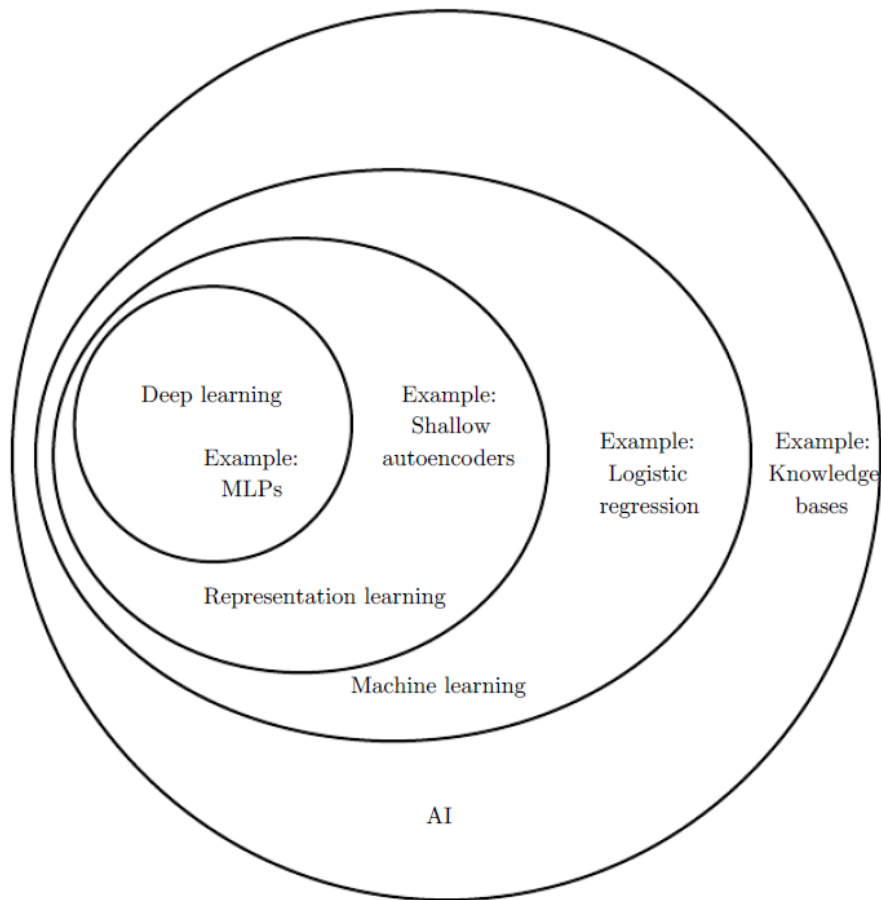 Deep learning
Example:
MLPs
Example:
Shallow
autoencoders
Example:
Logistic
regression
Example:
Knowledge
bases
Representation learning
Machine learning
AI